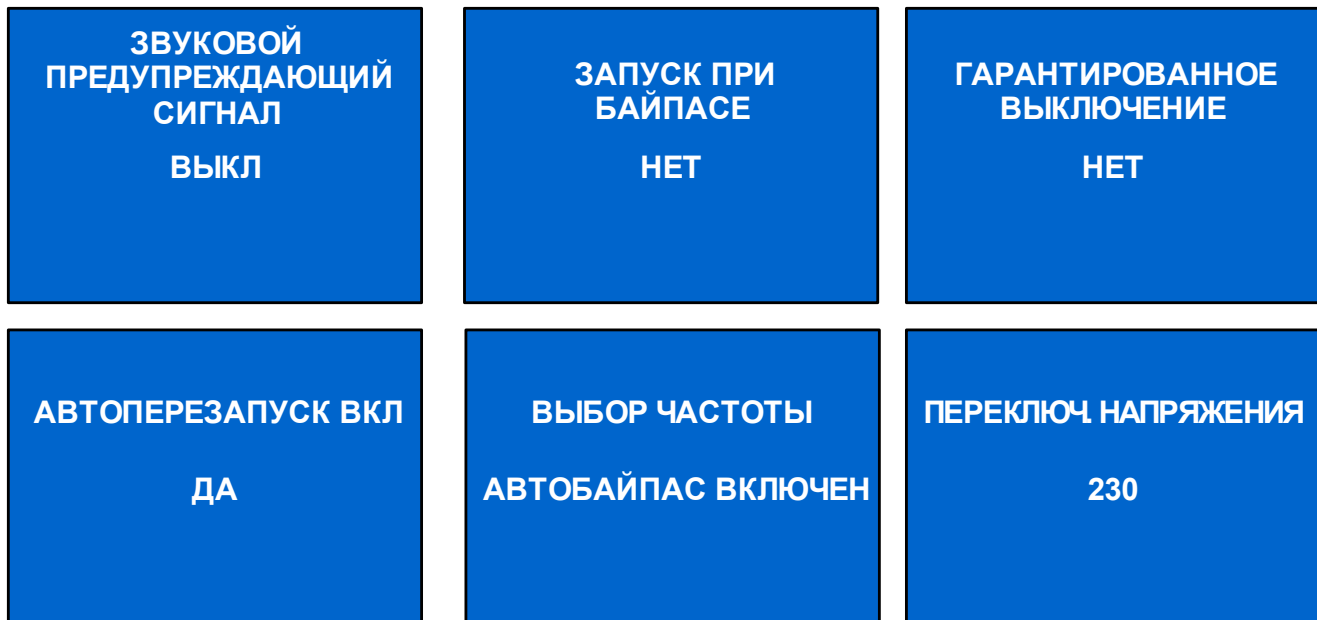 ЗВУКОВОЙ
ПРЕДУПРЕЖДАЮЩИЙ
СИГНАЛ
ВЫКЛ
ЗАПУСК ПРИ
БАЙПАСЕ
НЕТ
ГАРАНТИРОВАННОЕ
ВЫКЛЮЧЕНИЕ
НЕТ
АВТОПЕРЕЗАПУСК ВКЛ
ДА
ВЫБОР ЧАСТОТЫ
АВТОБАЙПАС ВКЛЮЧЕН
ПЕРЕКЛЮЧ. НАПРЯЖЕНИЯ
230